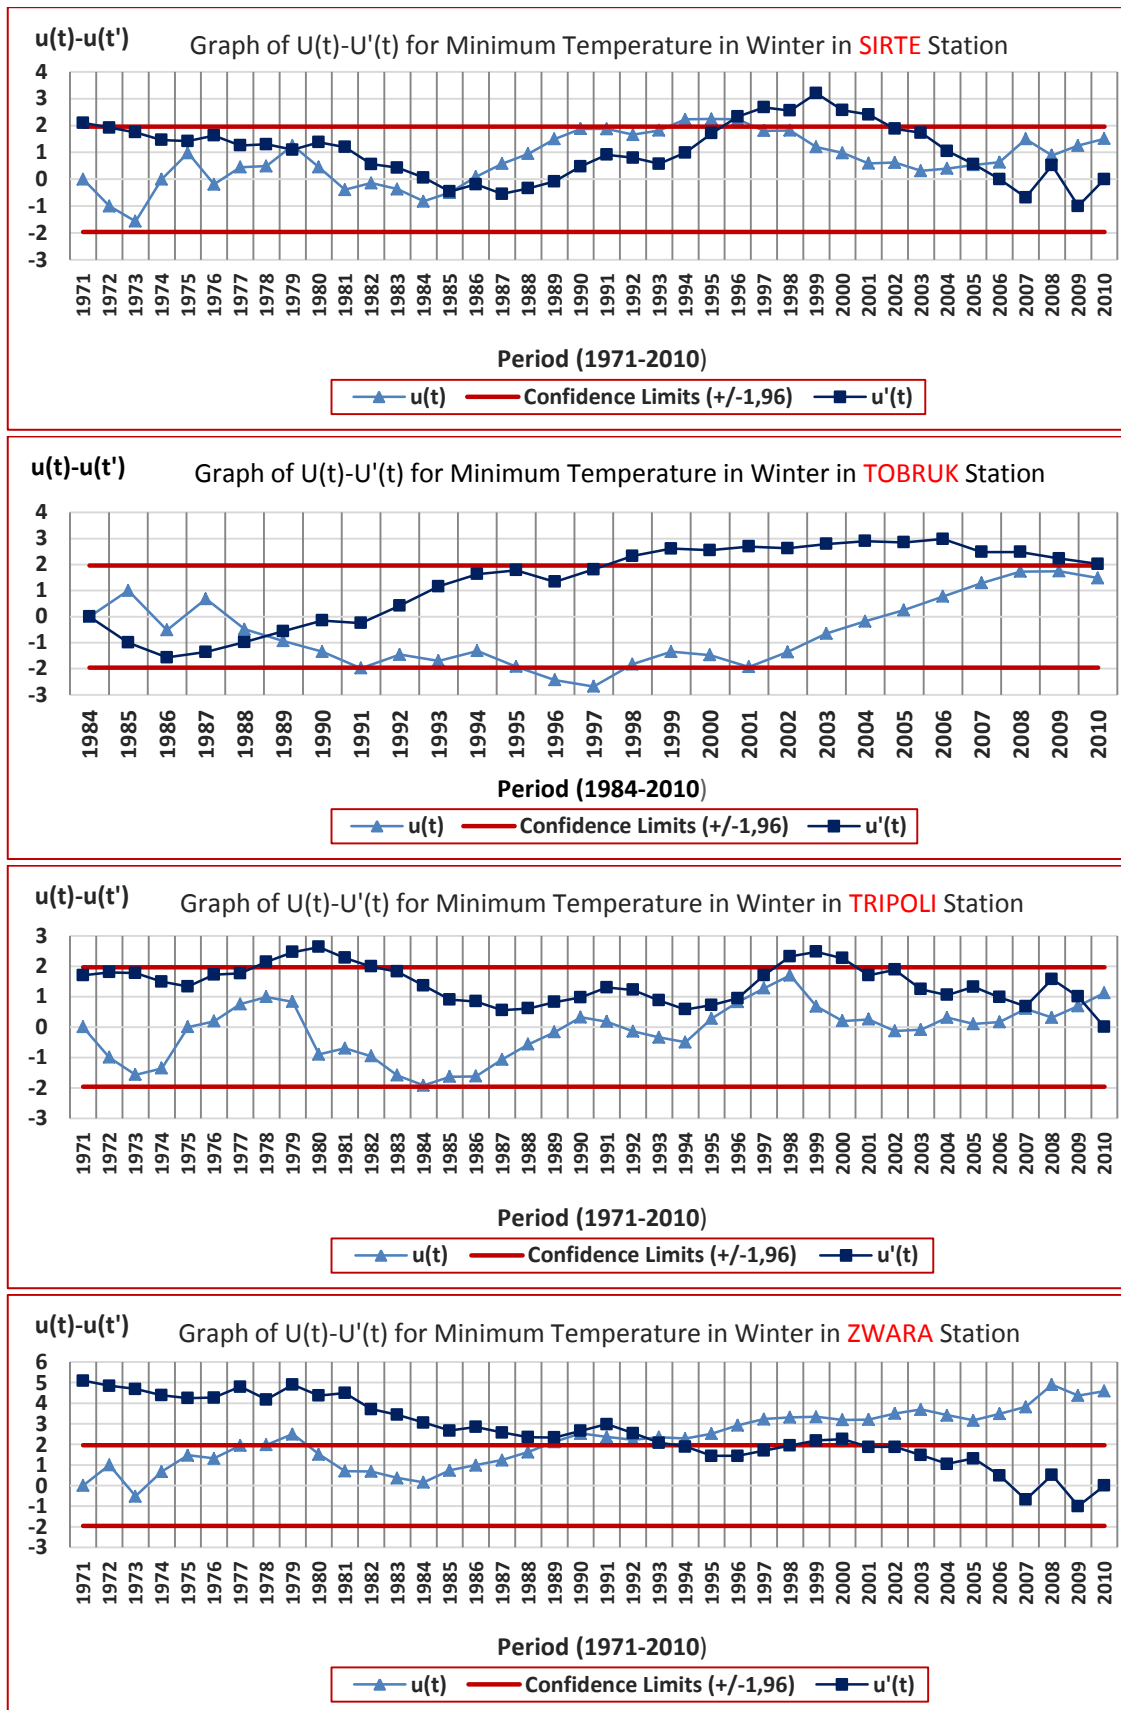 u(t)-u(t')
Graph of U(t)-U'(t) for Minimum Temperature in Winter in SIRTE Station
4
3
2
1
0
-1
-2
-3
1971 1972 1973 1974 1975 1976 1977 1978 1979 1980 1981 1982 1983 1984 1985 1986 1987 1988 1989 1990 1991 1992 1993 1994 1995 1996 1997 1998 1999 2000 2001 2002 2003 2004 2005 2006 2007 2008 2009 2010
Period (1971-2010)
u(t) Confidence Limits (+/-1,96) u'(t)
u(t)-u(t')
Graph of U(t)-U'(t) for Minimum Temperature in Winter in TOBRUK Station
4
3
2
1
0
-1
-2
-3
1984 1985 1986 1987 1988 1989 1990 1991 1992 1993 1994 1995 1996 1997 1998 1999 2000 2001 2002 2003 2004 2005 2006 2007 2008 2009 2010
Period (1984-2010)
u(t) Confidence Limits (+/-1,96) u'(t)
u(t)-u(t')
Graph of U(t)-U'(t) for Minimum Temperature in Winter in TRIPOLI Station
3
2
1
0
-1
-2
-3
1971 1972 1973 1974 1975 1976 1977 1978 1979 1980 1981 1982 1983 1984 1985 1986 1987 1988 1989 1990 1991 1992 1993 1994 1995 1996 1997 1998 1999 2000 2001 2002 2003 2004 2005 2006 2007 2008 2009 2010
Period (1971-2010)
u(t) Confidence Limits (+/-1,96) u'(t)
u(t)-u(t')
Graph of U(t)-U'(t) for Minimum Temperature in Winter in ZWARA Station
6
5
4
3
2
1
0
-1
-2
-3
1971 1972 1973 1974 1975 1976 1977 1978 1979 1980 1981 1982 1983 1984 1985 1986 1987 1988 1989 1990 1991 1992 1993 1994 1995 1996 1997 1998 1999 2000 2001 2002 2003 2004 2005 2006 2007 2008 2009 2010
Period (1971-2010)
u(t) Confidence Limits (+/-1,96) u'(t)